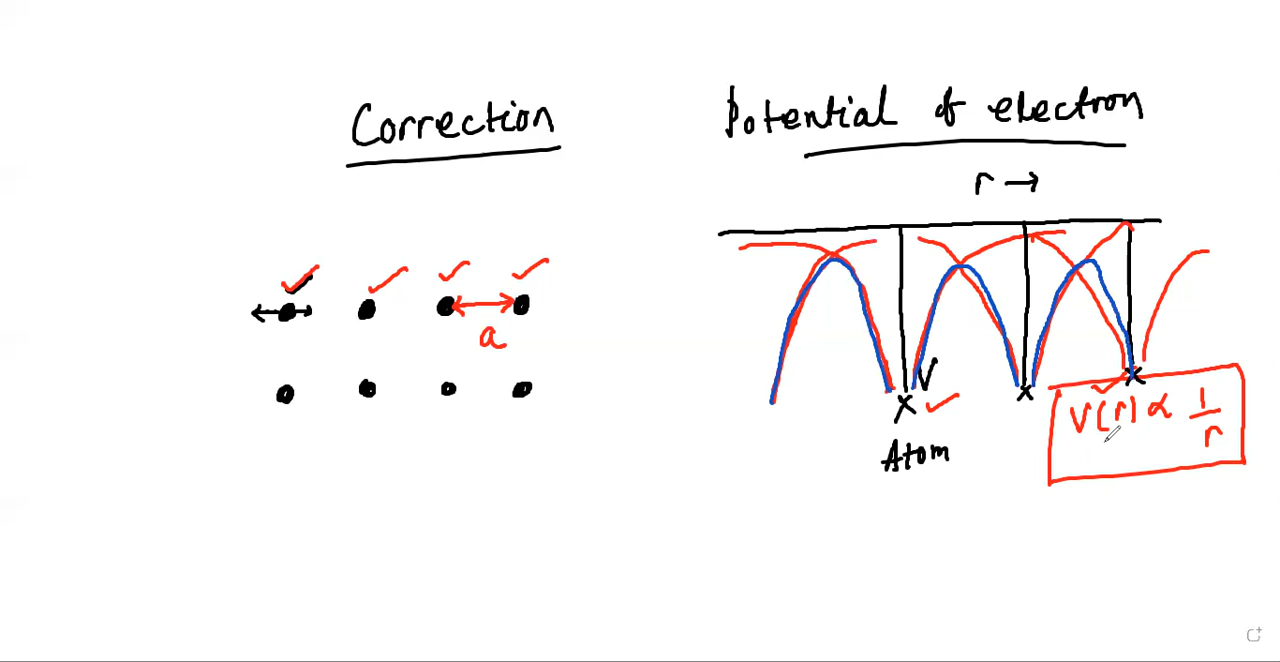 Correction
Potential of electron
r →
a
V
V(r) ∝ 1/r
Atom